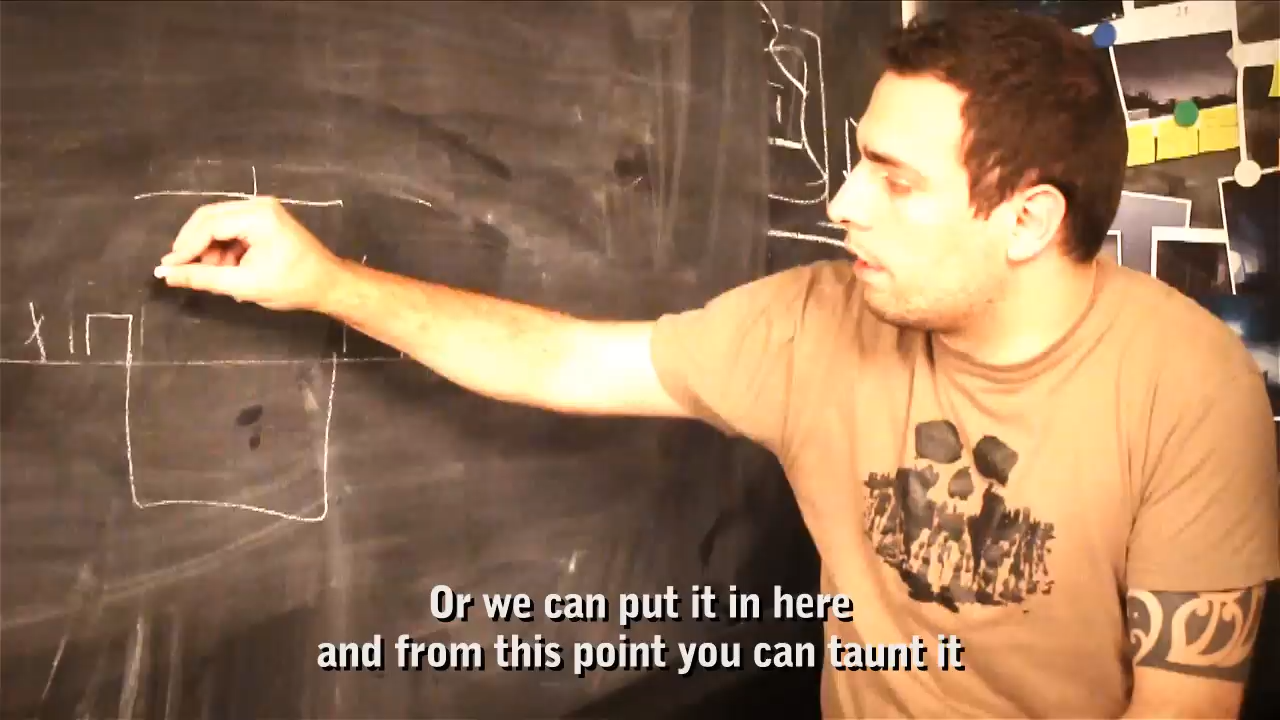 Or we can put it in here
and from this point you can taunt it